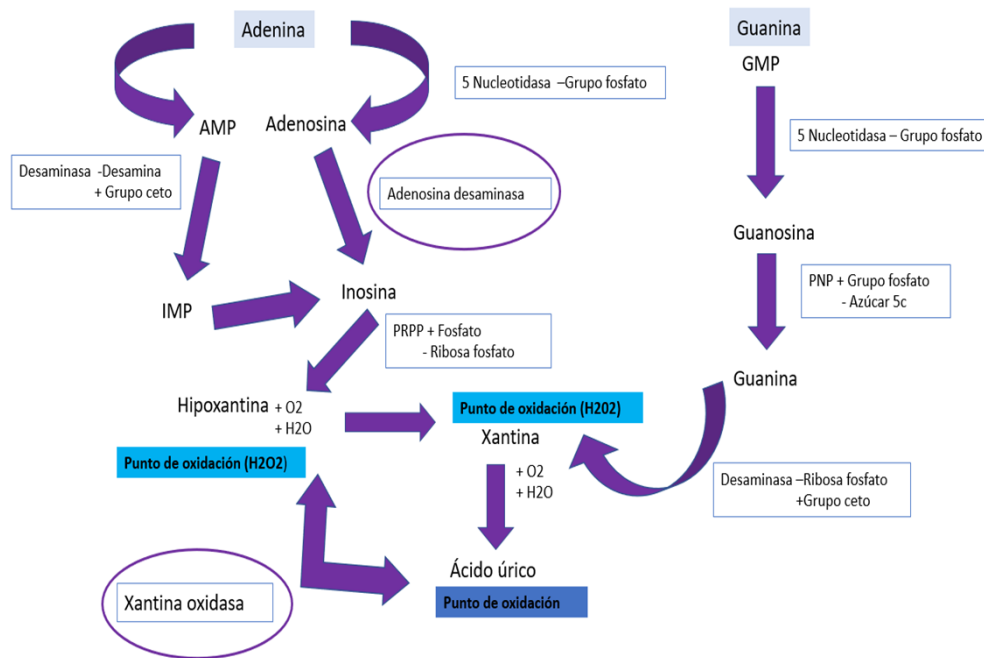 Adenina
Guanina
GMP
5 Nucleotidasa –Grupo fosfato
AMP
Adenosina
5 Nucleotidasa – Grupo fosfato
Desaminasa -Desamina
+ Grupo ceto
Adenosina desaminasa
Guanosina
PNP + Grupo fosfato
- Azúcar 5c
IMP
Inosina
PRPP + Fosfato
- Ribosa fosfato
Guanina
Hipoxantina + O2
+ H2O
Punto de oxidación (H2O2)
Punto de oxidación (H202)
Xantina
+ O2
+ H2O
Desaminasa –Ribosa fosfato
+Grupo ceto
Xantina oxidasa
Ácido úrico
Punto de oxidación